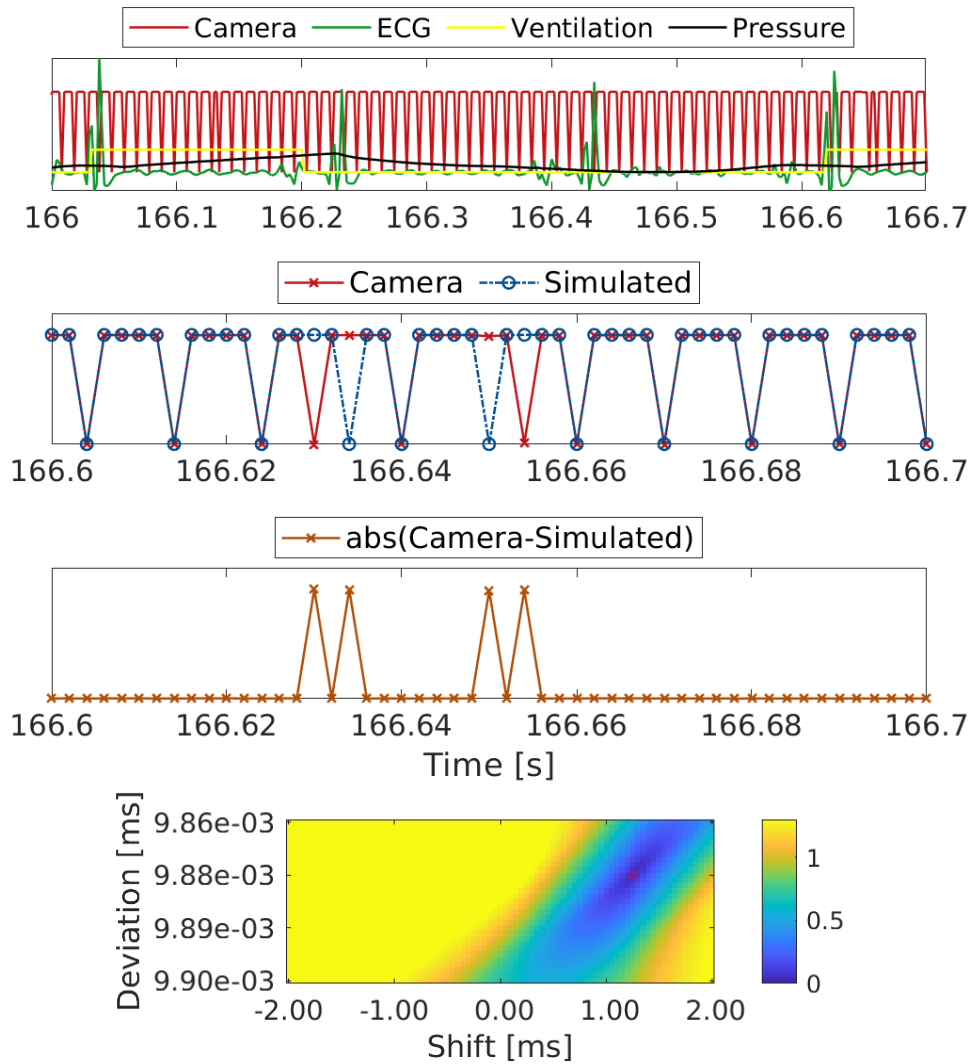 Camera ECG Ventilation Pressure
166 166.1 166.2 166.3 166.4 166.5 166.6 166.7
Camera Simulated
166.6 166.62 166.64 166.66 166.68 166.7
abs(Camera-Simulated)
166.6 166.62 166.64 166.66 166.68 166.7
Time [s]
Deviation [ms]
9.86e-03
9.88e-03
9.89e-03
9.90e-03
-2.00 -1.00 0.00 1.00 2.00
Shift [ms]
1
0.5
0